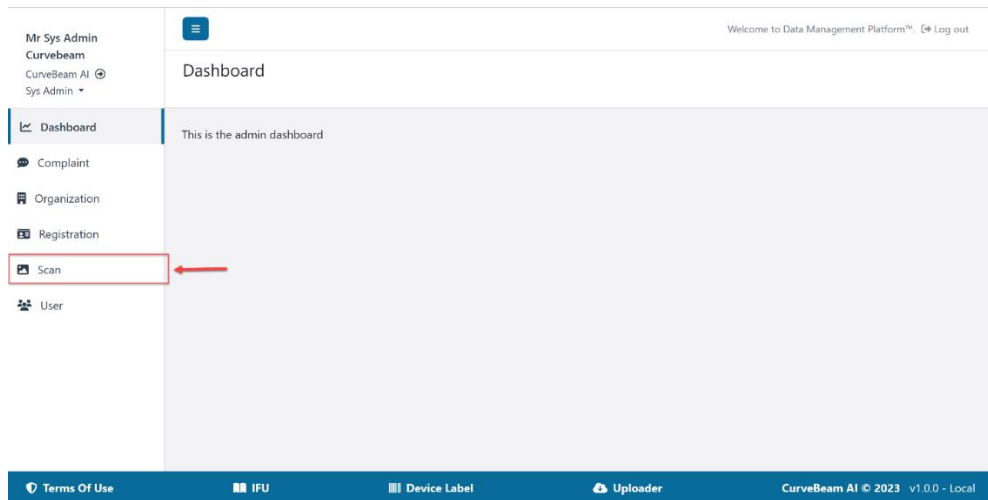 Mr Sys Admin
Curvebeam
CurveBeam AI
Sys Admin
Welcome to Data Management Platform™. Log out
Dashboard
Dashboard
Complaint
Organization
Registration
Scan
User
This is the admin dashboard
Terms Of Use IFU Device Label Uploader CurveBeam AI © 2023 v1.0.0 - Local